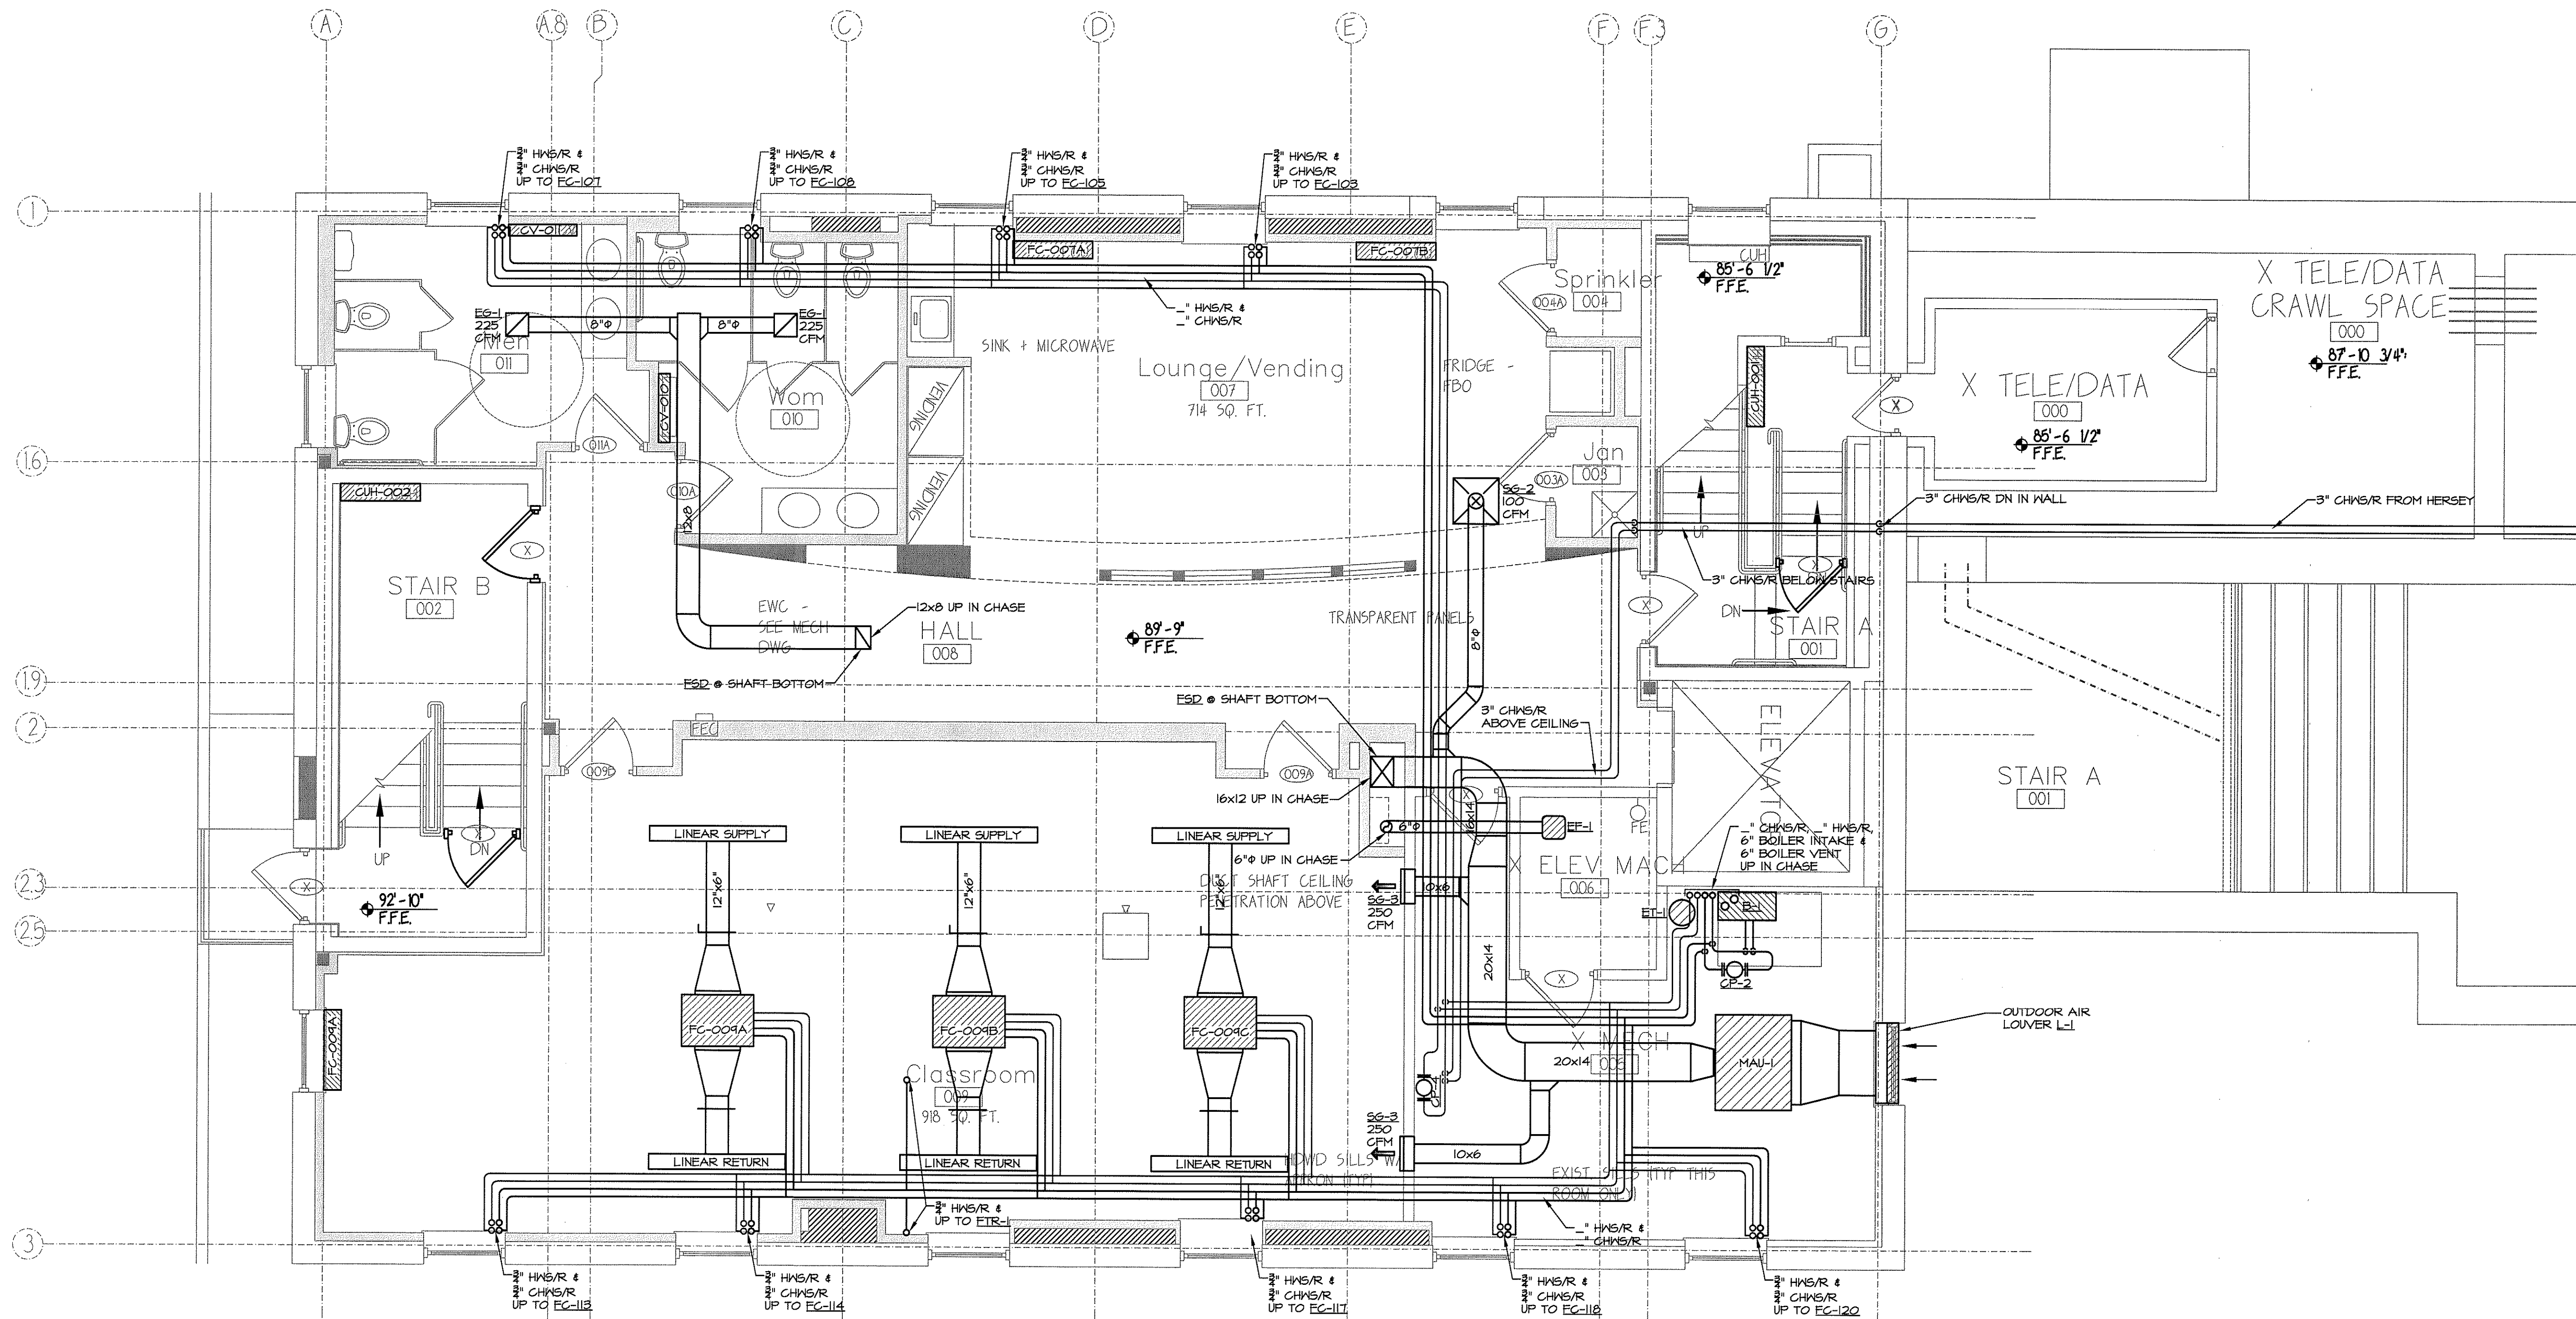 A
A.8
B
C
D
E
F
F.3
G
3/4" HWS/R &
3/4" CHWS/R
UP TO FC-107
3/4" HWS/R &
3/4" CHWS/R
UP TO FC-108
3/4" HWS/R &
3/4" CHWS/R
UP TO FC-105
3/4" HWS/R &
3/4" CHWS/R
UP TO FC-103
1
CV-011
FC-007A
FC-007B
CUH
85'-6 1/2"
F.F.E.
Sprinkler
004
004A
X TELE/DATA
CRAWL SPACE
000
87'-10 3/4"
F.F.E.
_" HWS/R &
_" CHWS/R
EG-1
225
CFM
8"Φ
8"Φ
EG-1
225
CFM
Men
011
SINK + MICROWAVE
Lounge/Vending
007
714 SQ. FT.
FRIDGE -
FBO
CUH-001
X TELE/DATA
000
85'-6 1/2"
F.F.E.
X
CV-010
Wom
010
VENDING
VENDING
011A
010A
12x8
1.6
CUH-002
Jan
003
003A
SG-2
100
CFM
UP
3" CHWS/R DN IN WALL
3" CHWS/R FROM HERSEY
X
X
3" CHWS/R BELOW STAIRS
STAIR B
002
EWC -
SEE MECH
DWG
12x8 UP IN CHASE
HALL
008
89'-9"
F.F.E.
TRANSPARENT PANELS
8"Φ
X
DN
STAIR A
001
1.9
FSD @ SHAFT BOTTOM
FSD @ SHAFT BOTTOM
3" CHWS/R
ABOVE CEILING
2
FEC
009B
009A
X
ELEVATOR
STAIR A
001
16x12 UP IN CHASE
16x14
FE
UP
X
DN
LINEAR SUPPLY
LINEAR SUPPLY
LINEAR SUPPLY
6"Φ
EF-1
_" CHWS/R, _" HWS/R,
6" BOILER INTAKE &
6" BOILER VENT
UP IN CHASE
6"Φ UP IN CHASE
2.3
X
12"x6"
12"x6"
12"x6"
DUCT SHAFT CEILING
PENETRATION ABOVE
10x6
SG-3
250
CFM
X ELEV MACH
006
ET-1
B-1
92'-10"
F.F.E.
2.5
20x14
X
CP-2
FC-009A
FC-009A
FC-009B
FC-009C
X MECH
005
20x14
MAU-1
OUTDOOR AIR
LOUVER L-1
Classroom
009
918 SQ. FT.
SG-3
250
CFM
10x6
LINEAR RETURN
LINEAR RETURN
LINEAR RETURN
HDWD SILLS W/
APPRON (TYP)
EXIST. SILLS (TYP THIS
ROOM ONLY)
3/4" HWS/R &
UP TO FTR-1
_" HWS/R &
_" CHWS/R
3
3/4" HWS/R &
3/4" CHWS/R
UP TO FC-113
3/4" HWS/R &
3/4" CHWS/R
UP TO FC-114
3/4" HWS/R &
3/4" CHWS/R
UP TO FC-117
3/4" HWS/R &
3/4" CHWS/R
UP TO FC-118
3/4" HWS/R &
3/4" CHWS/R
UP TO FC-120